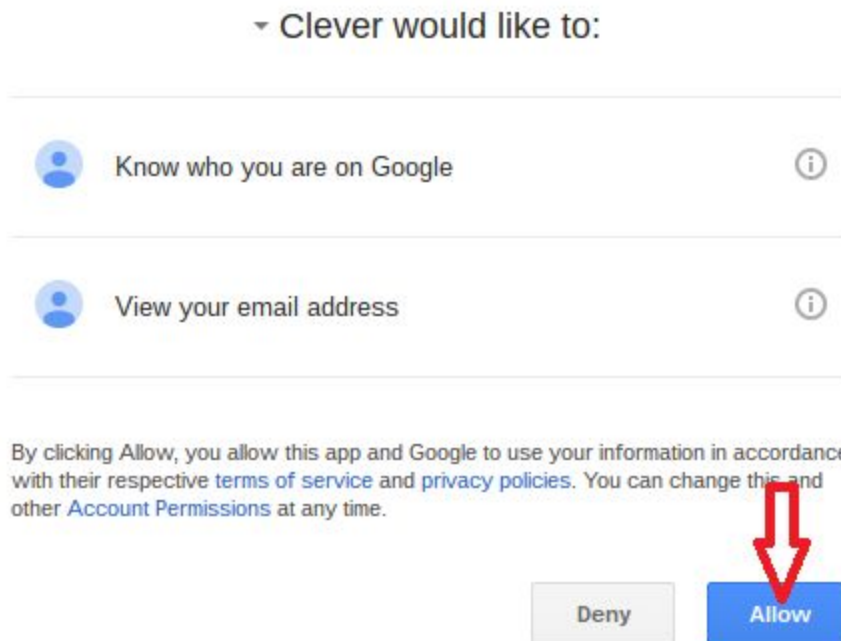 Clever would like to:
Know who you are on Google
View your email address
By clicking Allow, you allow this app and Google to use your information in accordance
with their respective terms of service and privacy policies. You can change this and
other Account Permissions at any time.
Deny
Allow